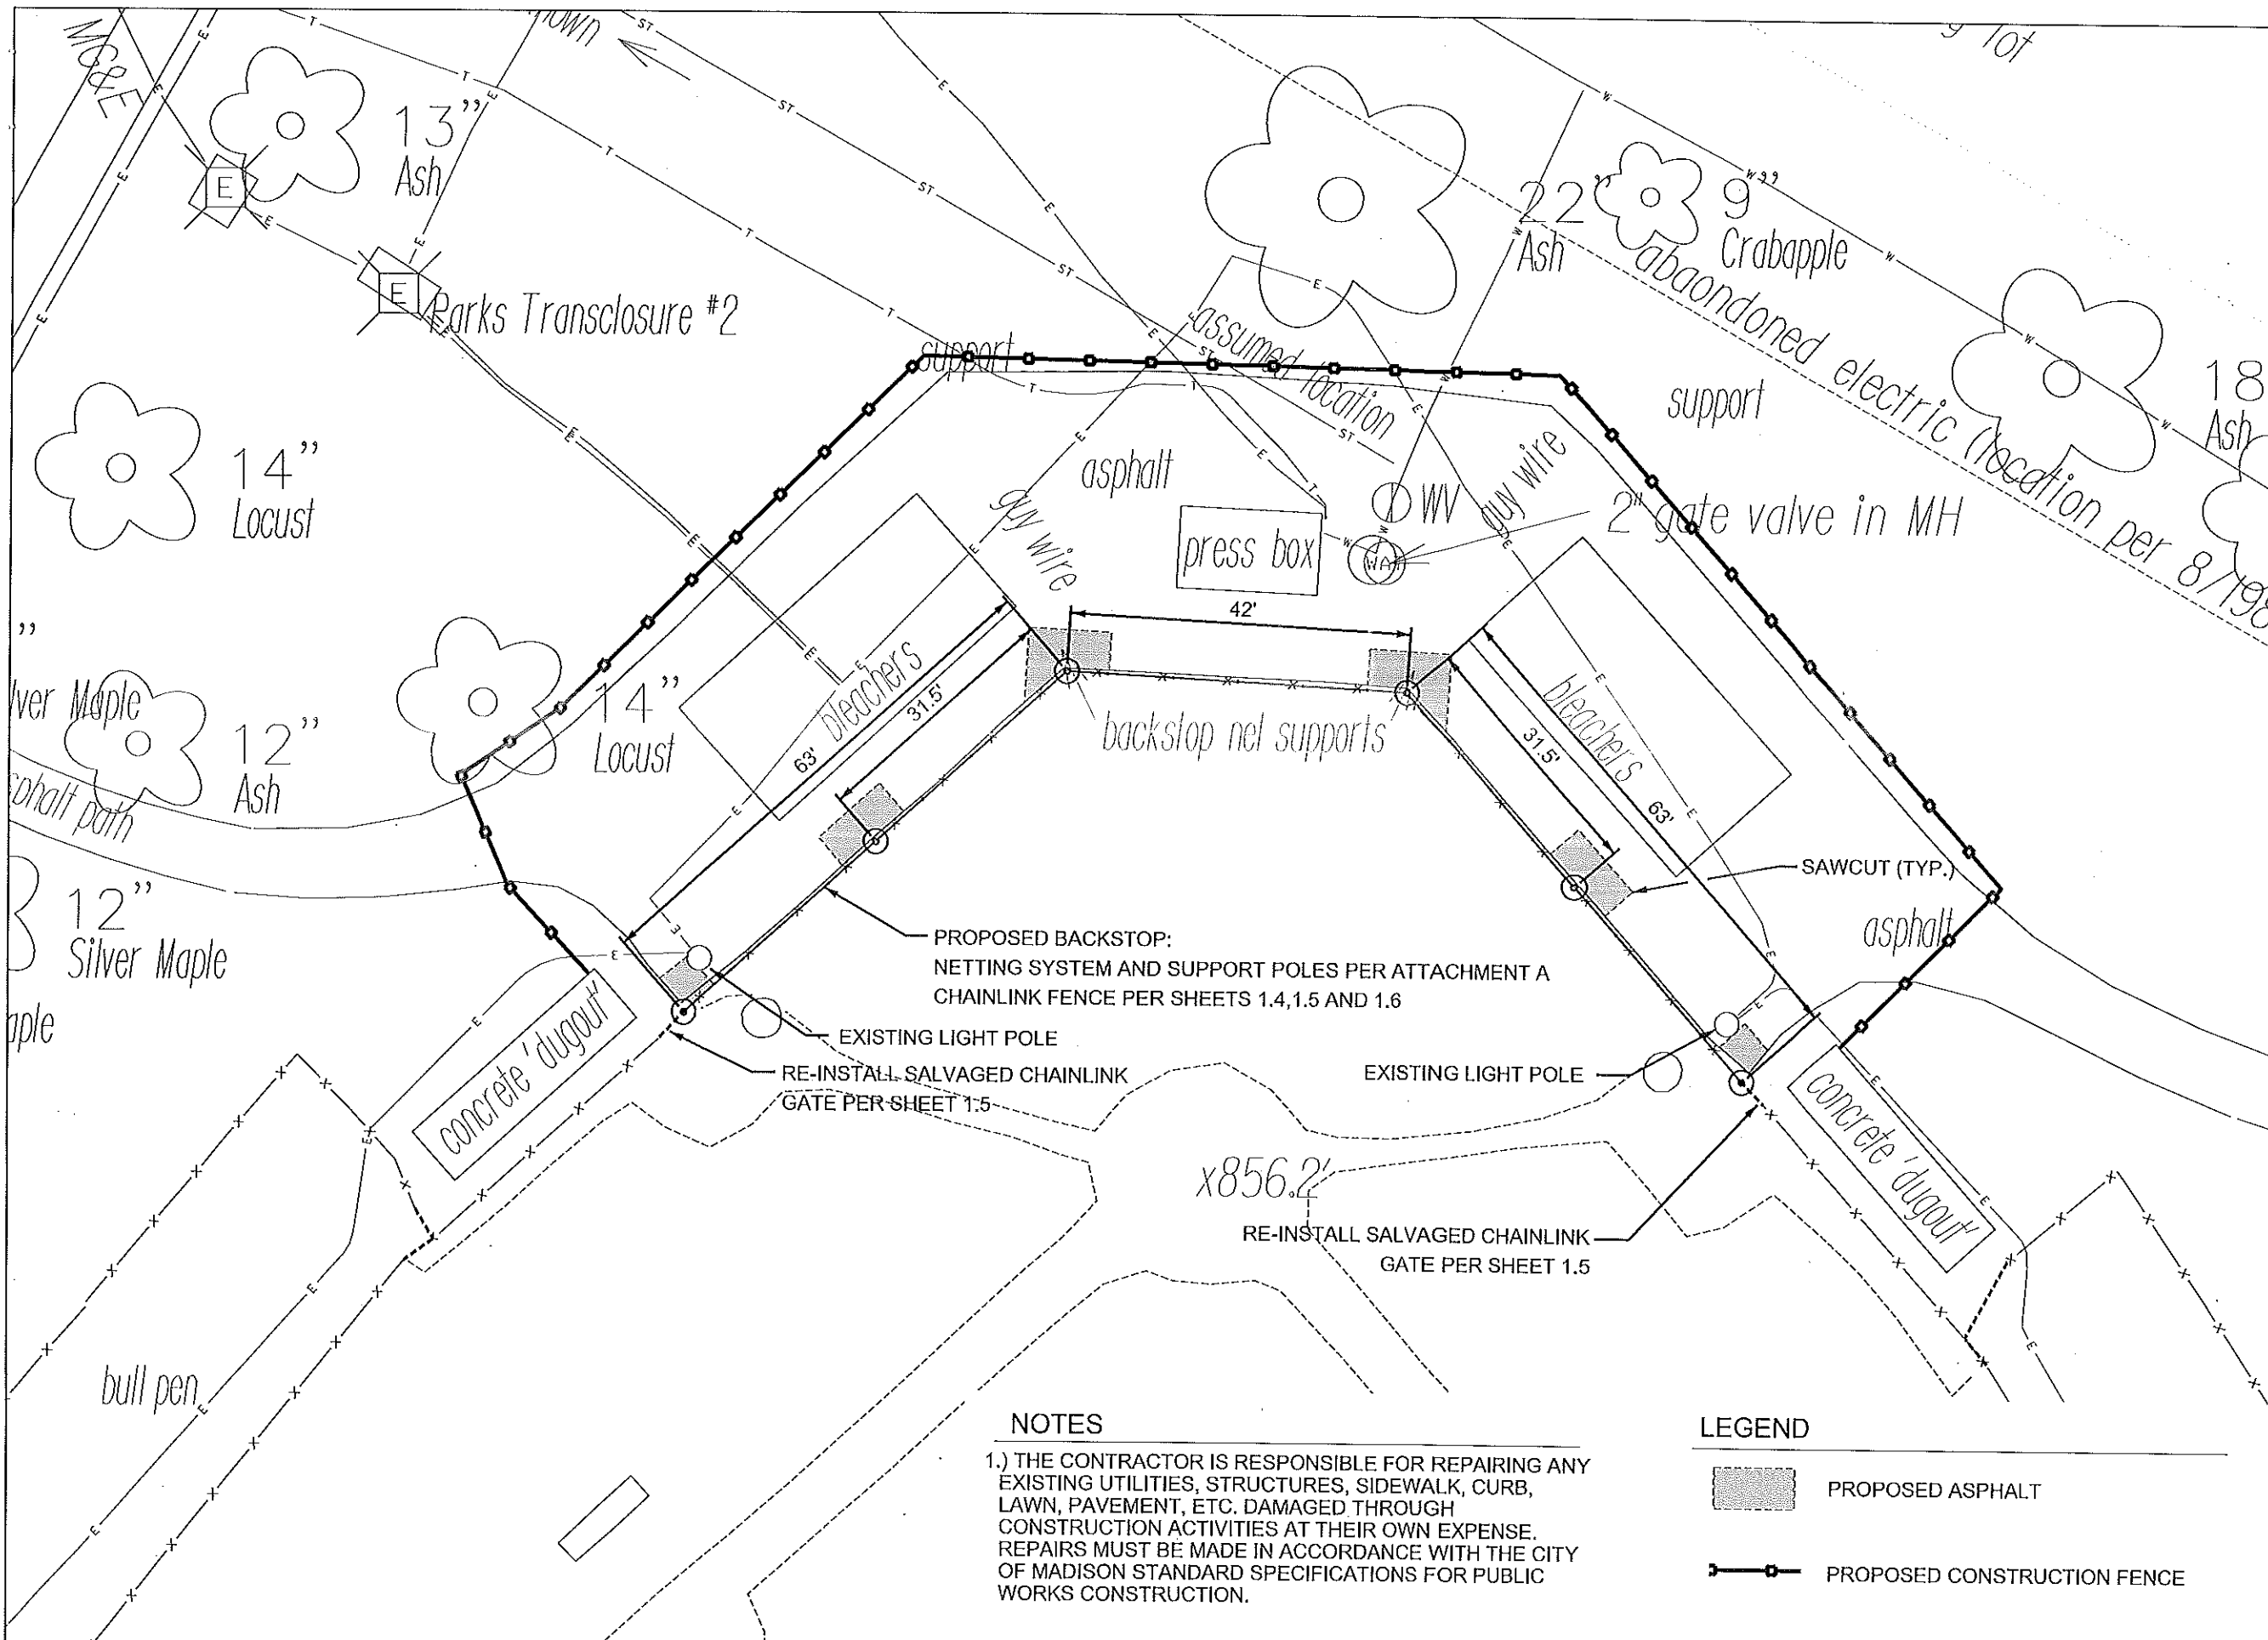 MG&E
13"
Ash
Parks Transclosure #2
14"
Locust
22"
Ash
9"
Crabapple
abaondoned electric (location per 8/198
18
Ash
support
assumed location
support
asphalt
guy wire
guy wire
press box
WV
2" gate valve in MH
42'
bleachers
31.5'
63'
bleachers
31.5'
63'
backstop net supports
14"
Locust
lver Maple
12"
Ash
phalt path
12"
Silver Maple
aple
SAWCUT (TYP.)
asphalt
PROPOSED BACKSTOP:
NETTING SYSTEM AND SUPPORT POLES PER ATTACHMENT A
CHAINLINK FENCE PER SHEETS 1.4,1.5 AND 1.6
EXISTING LIGHT POLE
RE-INSTALL SALVAGED CHAINLINK
GATE PER SHEET 1.5
EXISTING LIGHT POLE
concrete 'dugout'
concrete 'dugout'
x856.2'
RE-INSTALL SALVAGED CHAINLINK
GATE PER SHEET 1.5
bull pen
NOTES
1.) THE CONTRACTOR IS RESPONSIBLE FOR REPAIRING ANY
EXISTING UTILITIES, STRUCTURES, SIDEWALK, CURB,
LAWN, PAVEMENT, ETC. DAMAGED THROUGH
CONSTRUCTION ACTIVITIES AT THEIR OWN EXPENSE.
REPAIRS MUST BE MADE IN ACCORDANCE WITH THE CITY
OF MADISON STANDARD SPECIFICATIONS FOR PUBLIC
WORKS CONSTRUCTION.
LEGEND
PROPOSED ASPHALT
PROPOSED CONSTRUCTION FENCE